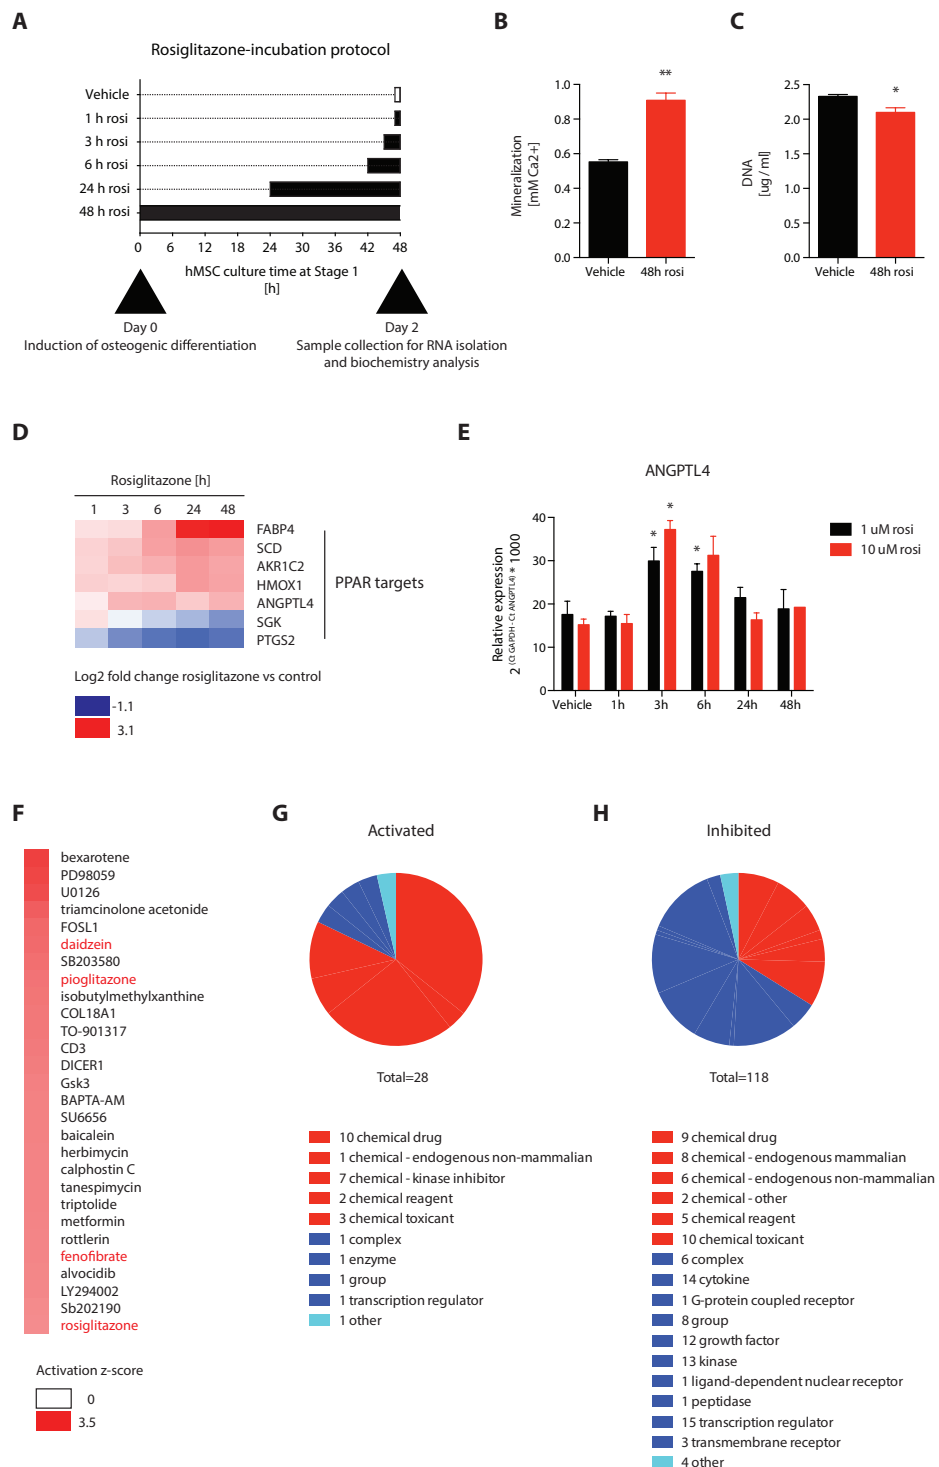 A
Rosiglitazone-incubation protocol
Vehicle
1 h rosi
3 h rosi
6 h rosi
24 h rosi
48 h rosi
0 6 12 18 24 30 36 42 48
hMSC culture time at Stage 1
[h]
Day 0
Induction of osteogenic differentiation
Day 2
Sample collection for RNA isolation
and biochemistry analysis
B
Mineralization
[mM Ca2+]
1.0
0.8
0.6
0.4
0.2
0.0
**
Vehicle 48h rosi
C
DNA
[ug / ml]
2.5
2.0
1.5
1.0
0.5
0.0
*
Vehicle 48h rosi
D
Rosiglitazone [h]
1 3 6 24 48
FABP4
SCD
AKR1C2
HMOX1
ANGPTL4
SGK
PTGS2
PPAR targets
Log2 fold change rosiglitazone vs control
-1.1
3.1
E
ANGPTL4
Relative expression
2 (Ct GAPDH - Ct ANGPTL4) * 1000
40
30
20
10
0
* * *
Vehicle 1h 3h 6h 24h 48h
1 uM rosi
10 uM rosi
F
bexarotene
PD98059
U0126
triamcinolone acetonide
FOSL1
daidzein
SB203580
pioglitazone
isobutylmethylxanthine
COL18A1
TO-901317
CD3
DICER1
Gsk3
BAPTA-AM
SU6656
baicalein
herbimycin
calphostin C
tanespimycin
triptolide
metformin
rottlerin
fenofibrate
alvocidib
LY294002
Sb202190
rosiglitazone
Activation z-score
0
3.5
G
Activated
Total=28
10 chemical drug
1 chemical - endogenous non-mammalian
7 chemical - kinase inhibitor
2 chemical reagent
3 chemical toxicant
1 complex
1 enzyme
1 group
1 transcription regulator
1 other
H
Inhibited
Total=118
9 chemical drug
8 chemical - endogenous mammalian
6 chemical - endogenous non-mammalian
2 chemical - other
5 chemical reagent
10 chemical toxicant
6 complex
14 cytokine
1 G-protein coupled receptor
8 group
12 growth factor
13 kinase
1 ligand-dependent nuclear receptor
1 peptidase
15 transcription regulator
3 transmembrane receptor
4 other